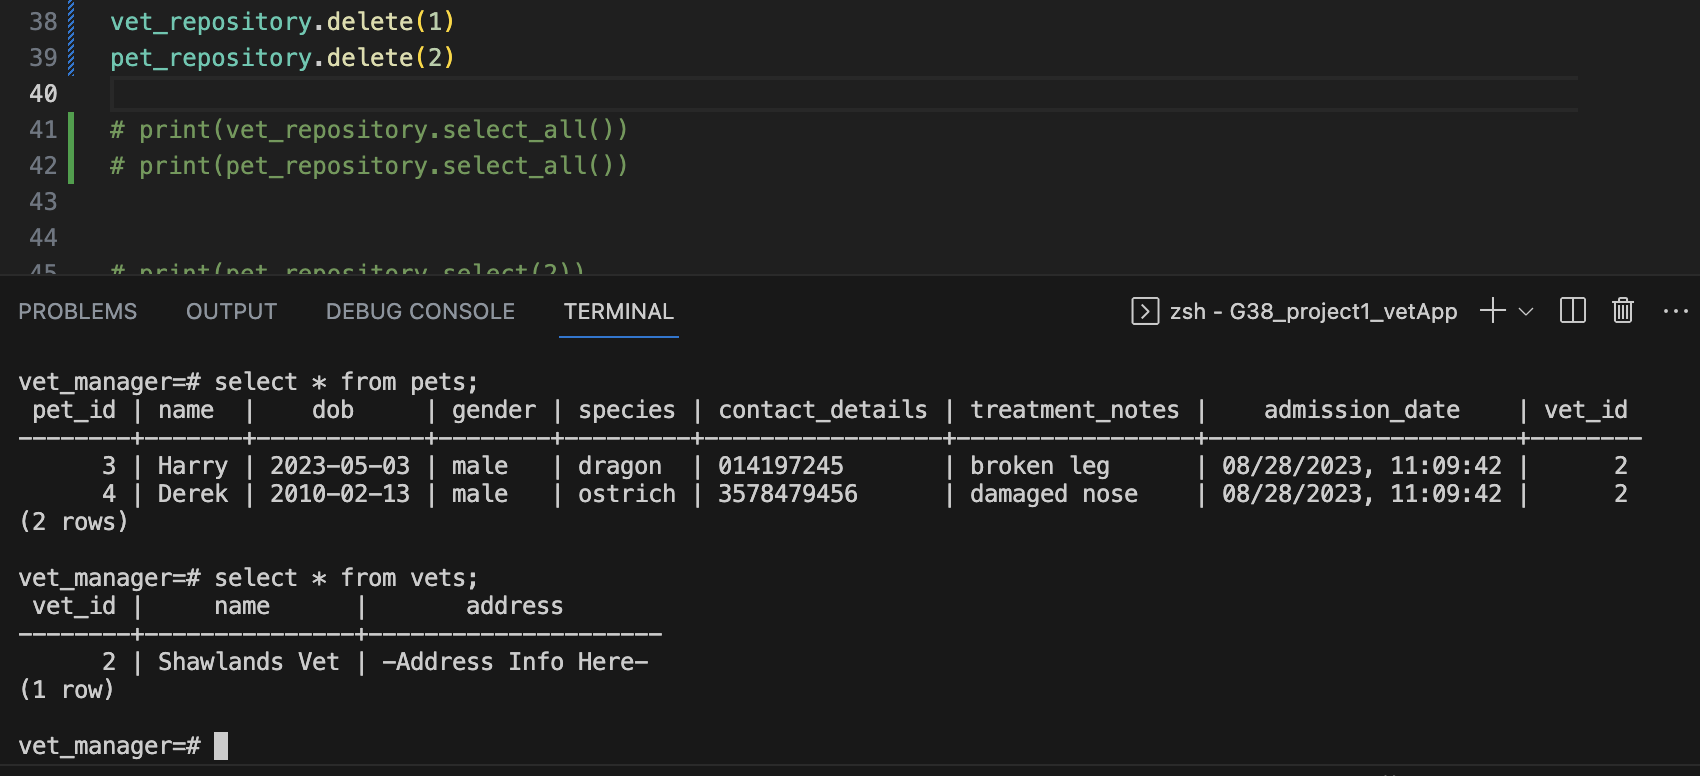 38 vet_repository.delete(1)
39 pet_repository.delete(2)
40
41 # print(vet_repository.select_all())
42 # print(pet_repository.select_all())
43
44
45 # print(pet_repository.select(2))
PROBLEMS OUTPUT DEBUG CONSOLE TERMINAL zsh - G38_project1_vetApp
vet_manager=# select * from pets;
pet_id | name | dob | gender | species | contact_details | treatment_notes | admission_date | vet_id
--------+-------+------------+--------+---------+-----------------+-----------------+----------------------+--------
3 | Harry | 2023-05-03 | male | dragon | 014197245 | broken leg | 08/28/2023, 11:09:42 | 2
4 | Derek | 2010-02-13 | male | ostrich | 3578479456 | damaged nose | 08/28/2023, 11:09:42 | 2
(2 rows)
vet_manager=# select * from vets;
vet_id | name | address
--------+---------------+---------------------
2 | Shawlands Vet | -Address Info Here-
(1 row)
vet_manager=#